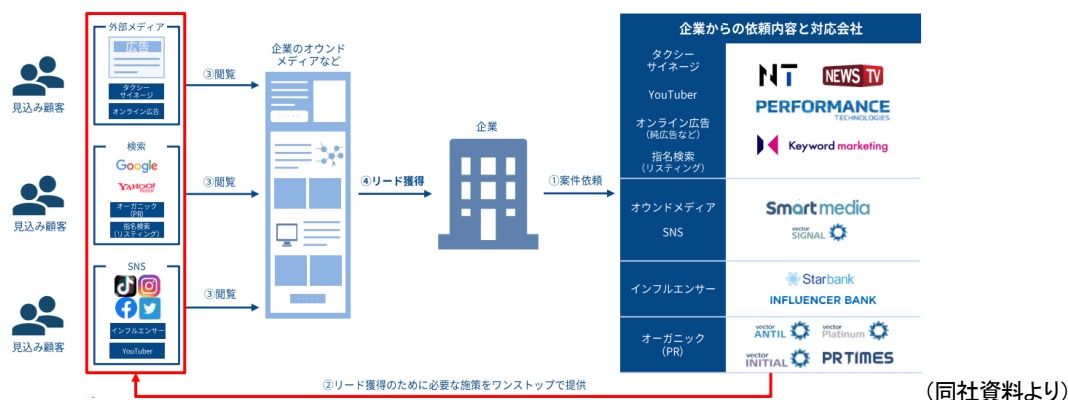 外部メディア
広告
タクシー
サイネージ
オンライン広告
見込み顧客
検索
Google
YAHOO!
JAPAN
オーガニック
(PR)
指名検索
(リスティング)
見込み顧客
SNS
インフルエンサー
YouTuber
見込み顧客
③閲覧
③閲覧
③閲覧
企業のオウンド
メディアなど
④リード獲得
企業
①案件依頼
②リード獲得のために必要な施策をワンストップで提供
企業からの依頼内容と対応会社
タクシー
サイネージ
YouTuber
オンライン広告
(純広告など)
指名検索
(リスティング)
NT
NEWS TV
PERFORMANCE
TECHNOLOGIES
Keyword marketing
オウンドメディア
SNS
Smartmedia
vector
SIGNAL
インフルエンサー
Starbank
INFLUENCER BANK
オーガニック
(PR)
vector
ANTIL
vector
Platinum
vector
INITIAL
PR TIMES
(同社資料より)